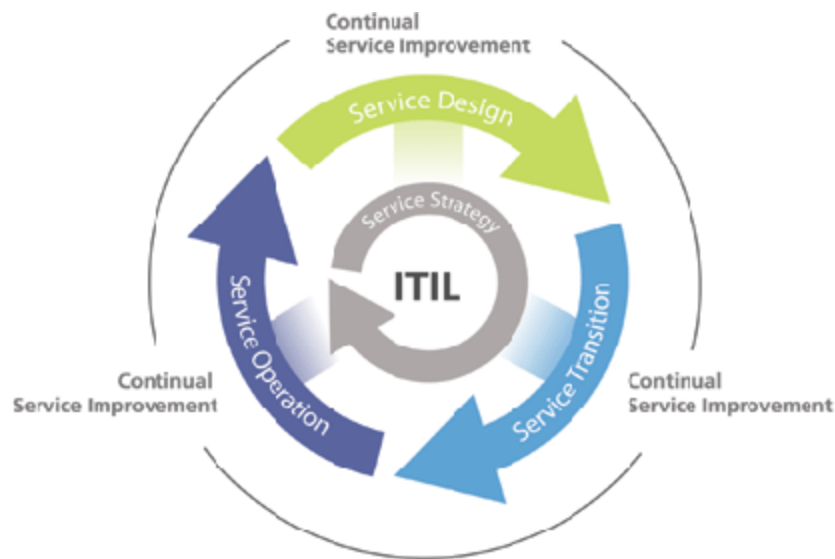 Continual
Service Improvement
Service Design
Service Strategy
ITIL
Service Operation
Service Transition
Continual
Service Improvement
Continual
Service Improvement